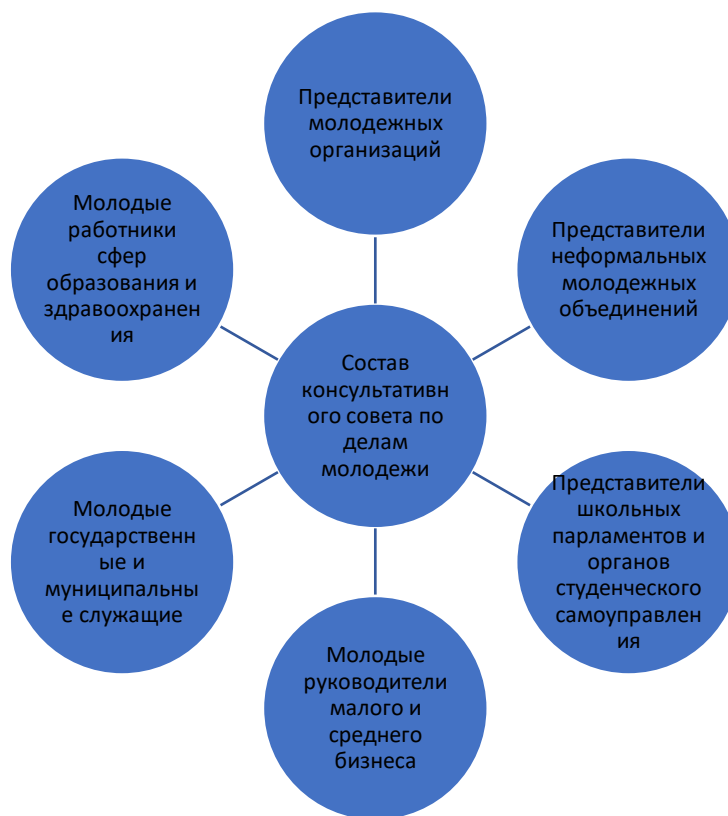 Представители
молодежных
организаций
Молодые
работники
сфер
образования и
здравоохранен
ия
Представители
неформальных
молодежных
объединений
Состав
консультативн
ого совета по
делам
молодежи
Молодые
государственн
ые и
муниципальны
е служащие
Представители
школьных
парламентов и
органов
студенческого
самоуправлен
ия
Молодые
руководители
малого и
среднего
бизнеса